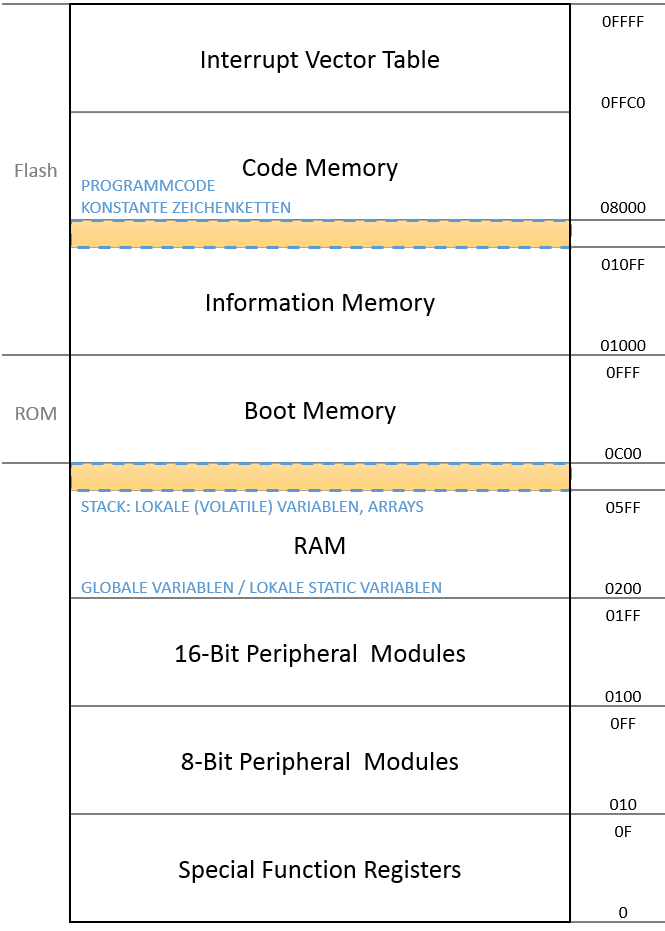 0FFFF
Interrupt Vector Table
0FFC0
Flash
Code Memory
PROGRAMMCODE
KONSTANTE ZEICHENKETTEN
08000
010FF
Information Memory
01000
0FFF
ROM
Boot Memory
0C00
STACK: LOKALE (VOLATILE) VARIABLEN, ARRAYS
05FF
RAM
GLOBALE VARIABLEN / LOKALE STATIC VARIABLEN
0200
01FF
16-Bit Peripheral Modules
0100
0FF
8-Bit Peripheral Modules
010
0F
Special Function Registers
0